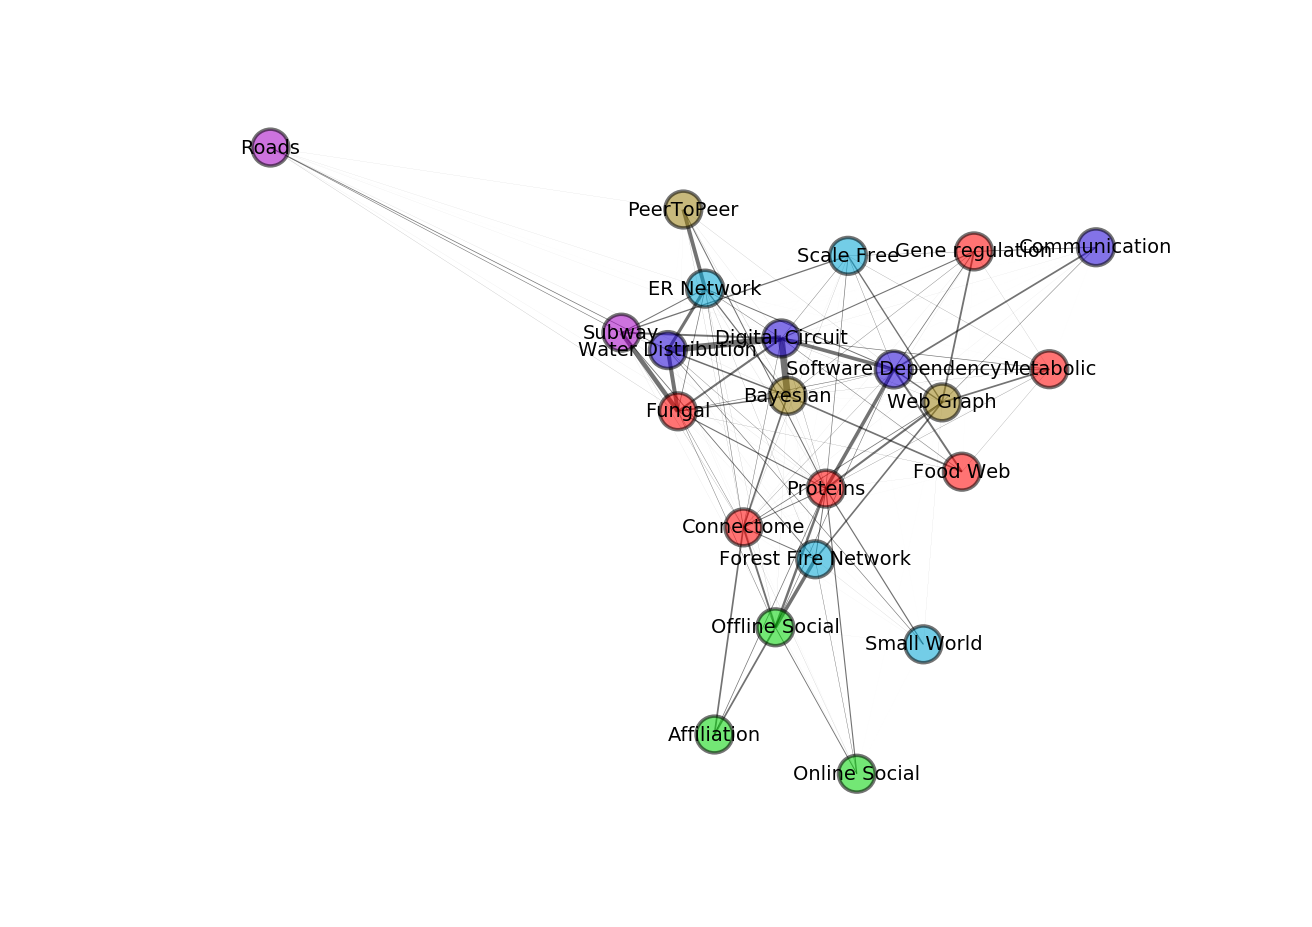 Roads
PeerToPeer
Scale Free
Gene regulation
Communication
ER Network
Subway
Digital Circuit
Water Distribution
Software Dependency
Metabolic
Bayesian
Web Graph
Fungal
Food Web
Proteins
Connectome
Forest Fire Network
Offline Social
Small World
Affiliation
Online Social